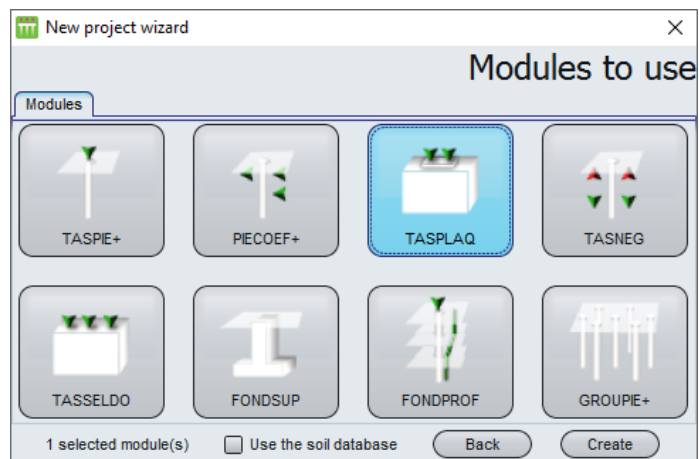 New project wizard
Modules to use
Modules
TASPIE+
PIECOEF+
TASPLAQ
TASNEG
TASSELDO
FONDSUP
FONDPROF
GROUPIE+
1 selected module(s)
Use the soil database
Back
Create